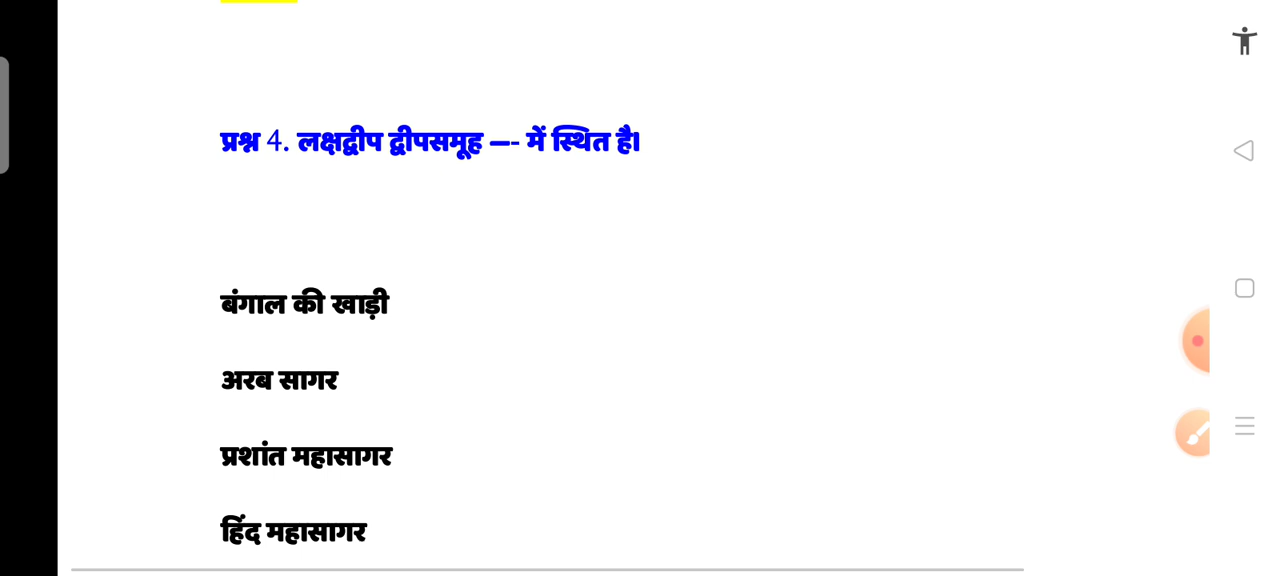 प्रश्न 4. लक्षद्वीप द्वीपसमूह —- में स्थित है।
बंगाल की खाड़ी
अरब सागर
प्रशांत महासागर
हिंद महासागर